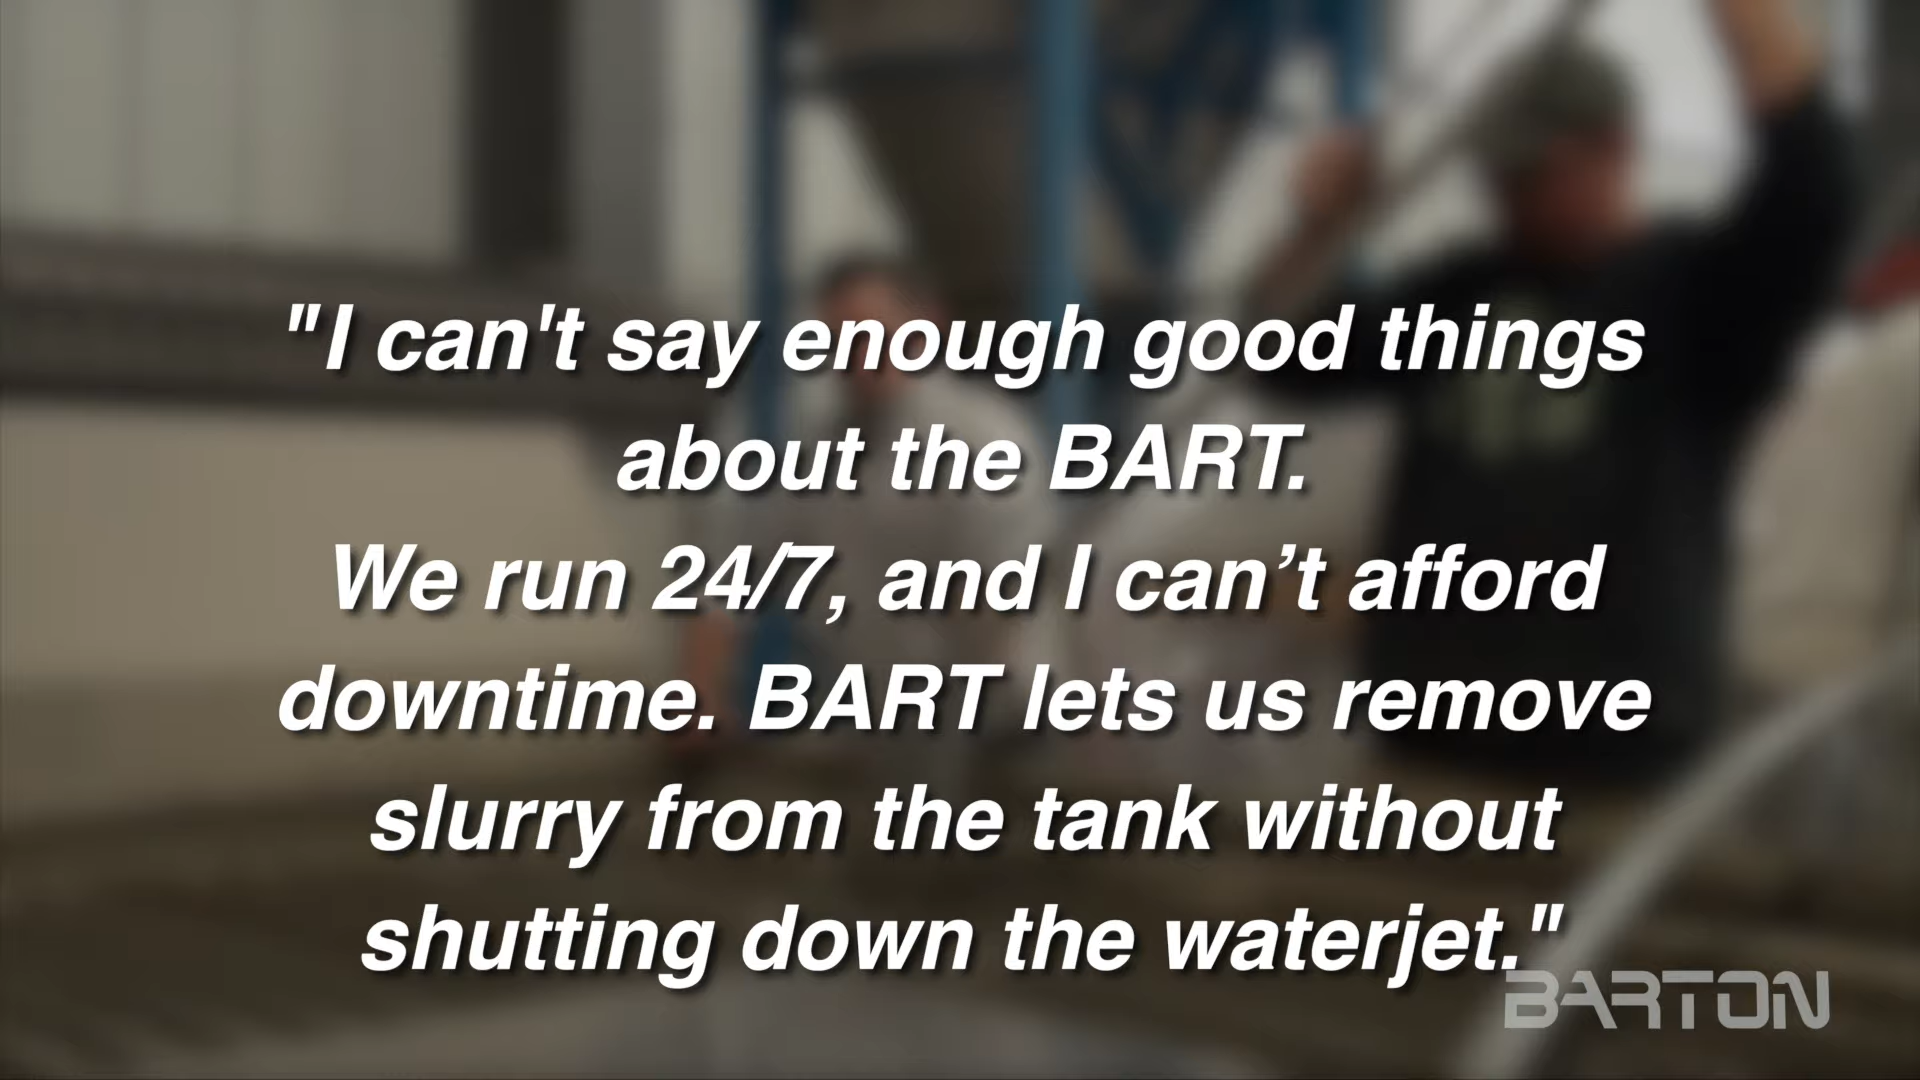 "I can't say enough good things
about the BART.
We run 24/7, and I can’t afford
downtime. BART lets us remove
slurry from the tank without
shutting down the waterjet."
BARTON